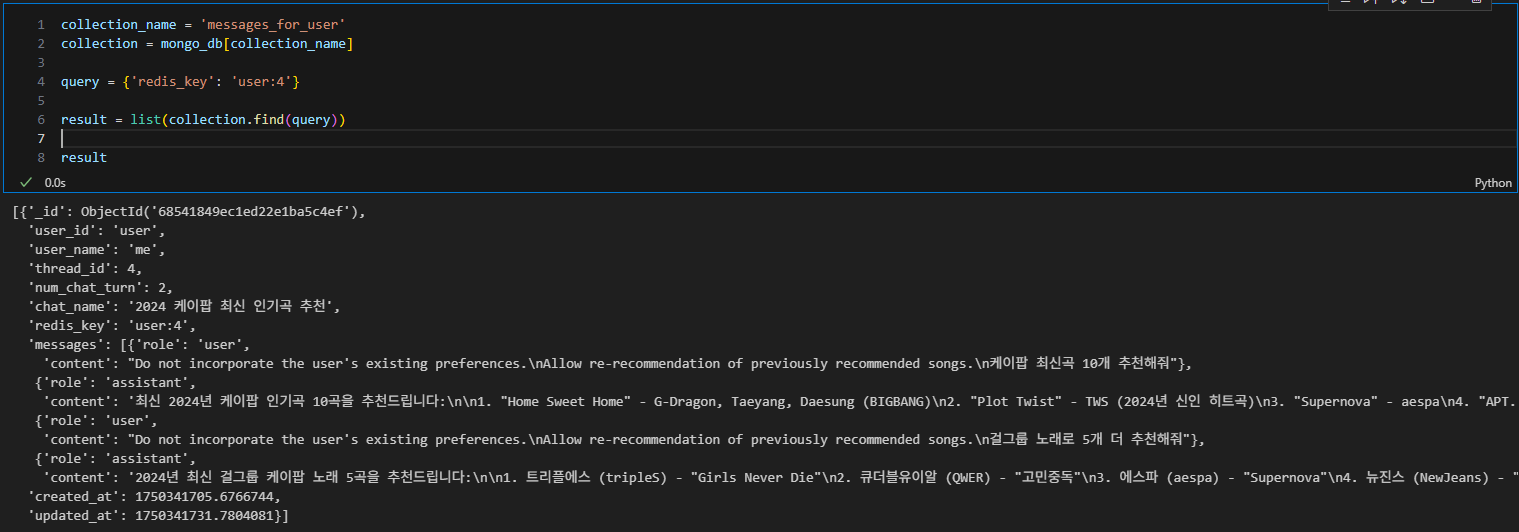 1 collection_name = 'messages_for_user'
2 collection = mongo_db[collection_name]
3
4 query = {'redis_key': 'user:4'}
5
6 result = list(collection.find(query))
7
8 result
0.0s
Python
[{'_id': ObjectId('68541849ec1ed22e1ba5c4ef'),
'user_id': 'user',
'user_name': 'me',
'thread_id': 4,
'num_chat_turn': 2,
'chat_name': '2024 케이팝 최신 인기곡 추천',
'redis_key': 'user:4',
'messages': [{'role': 'user',
'content': "Do not incorporate the user's existing preferences.\nAllow re-recommendation of previously recommended songs.\n케이팝 최신곡 10개 추천해줘"},
{'role': 'assistant',
'content': '최신 2024년 케이팝 인기곡 10곡을 추천드립니다:\n\n1. "Home Sweet Home" - G-Dragon, Taeyang, Daesung (BIGBANG)\n2. "Plot Twist" - TWS (2024년 신인 히트곡)\n3. "Supernova" - aespa\n4. "APT.
{'role': 'user',
'content': "Do not incorporate the user's existing preferences.\nAllow re-recommendation of previously recommended songs.\n걸그룹 노래로 5개 더 추천해줘"},
{'role': 'assistant',
'content': '2024년 최신 걸그룹 케이팝 노래 5곡을 추천드립니다:\n\n1. 트리플에스 (tripleS) - "Girls Never Die"\n2. 큐더블유이알 (QWER) - "고민중독"\n3. 에스파 (aespa) - "Supernova"\n4. 뉴진스 (NewJeans) - "
'created_at': 1750341705.6766744,
'updated_at': 1750341731.7804081}]